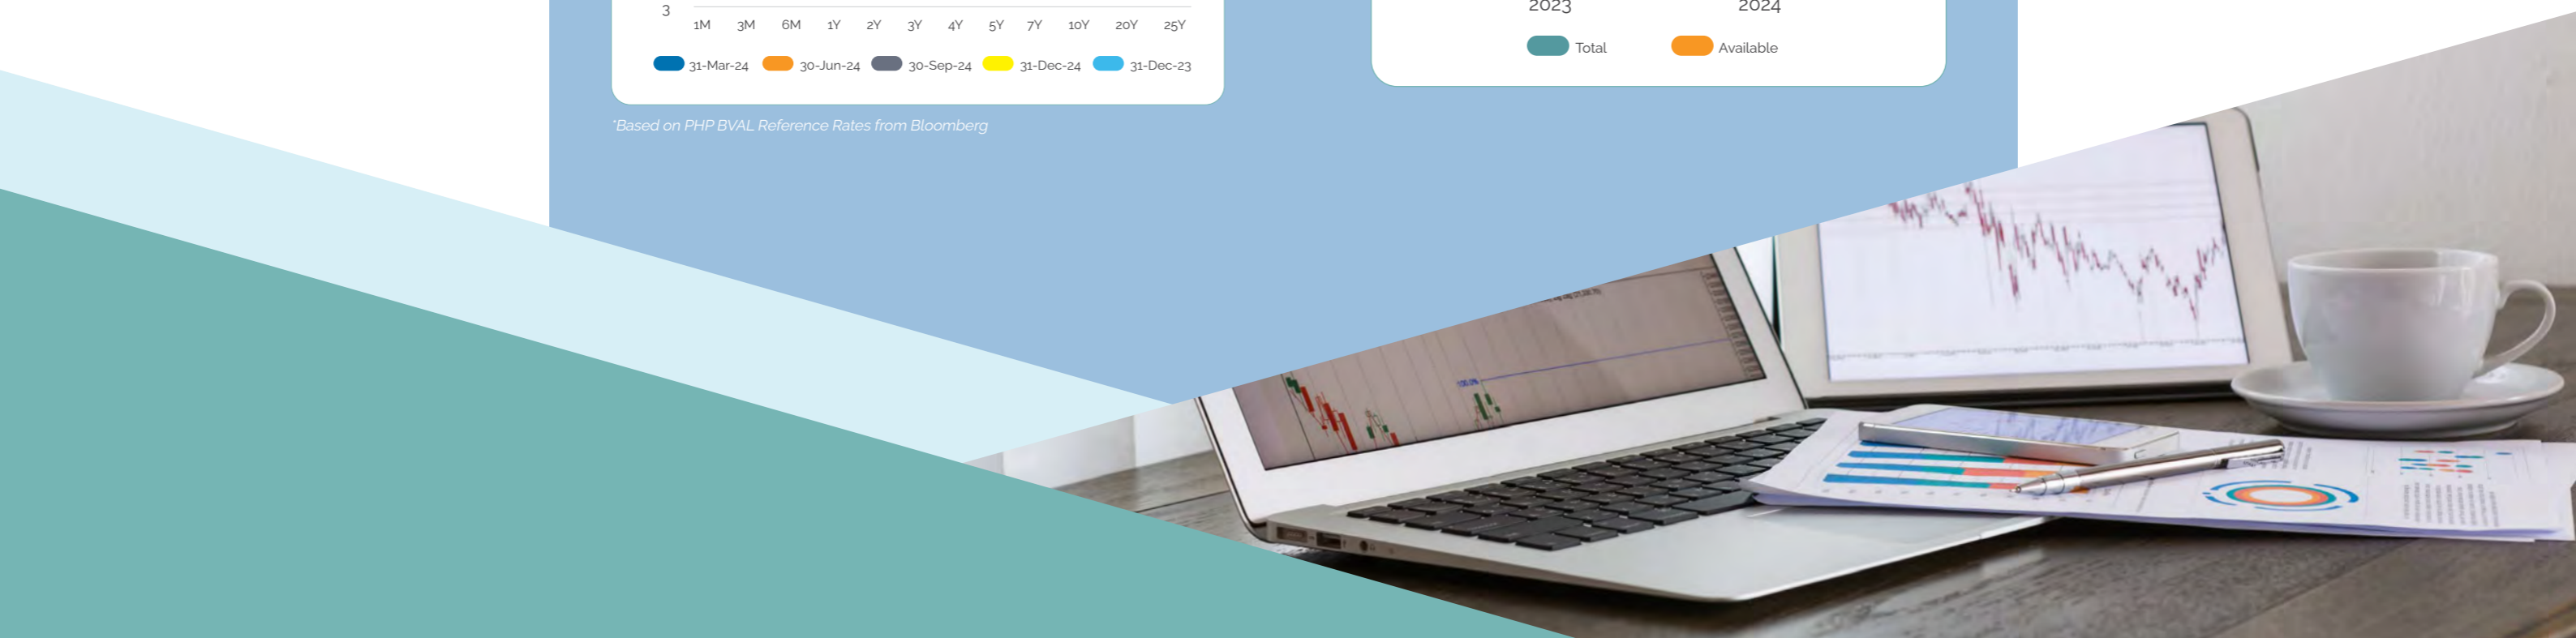 3
1M 3M 6M 1Y 2Y 3Y 4Y 5Y 7Y 10Y 20Y 25Y
31-Mar-24 30-Jun-24 30-Sep-24 31-Dec-24 31-Dec-23
*Based on PHP BVAL Reference Rates from Bloomberg
2023 2024
Total Available